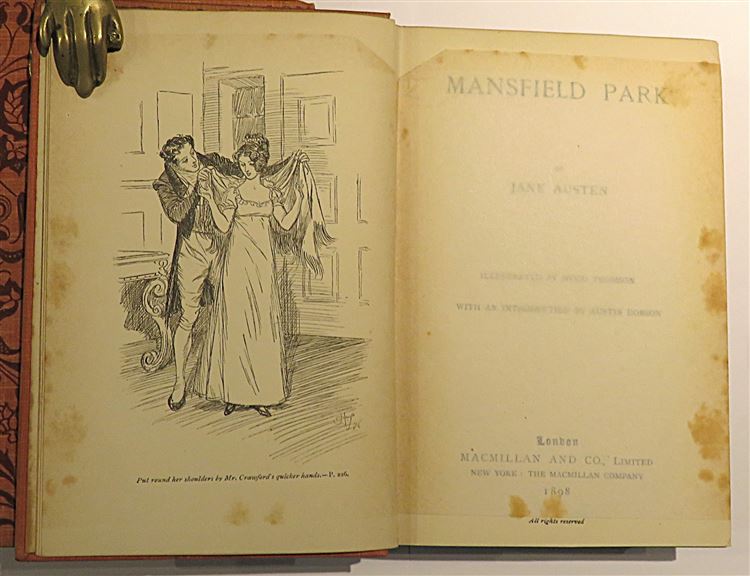 Put round her shoulders by Mr. Crawford's quicker hands.—P. 226.
MANSFIELD PARK
BY
JANE AUSTEN
ILLUSTRATED BY HUGH THOMSON
WITH AN INTRODUCTION BY AUSTIN DOBSON
London
MACMILLAN AND CO., LIMITED
NEW YORK: THE MACMILLAN COMPANY
1898
All rights reserved